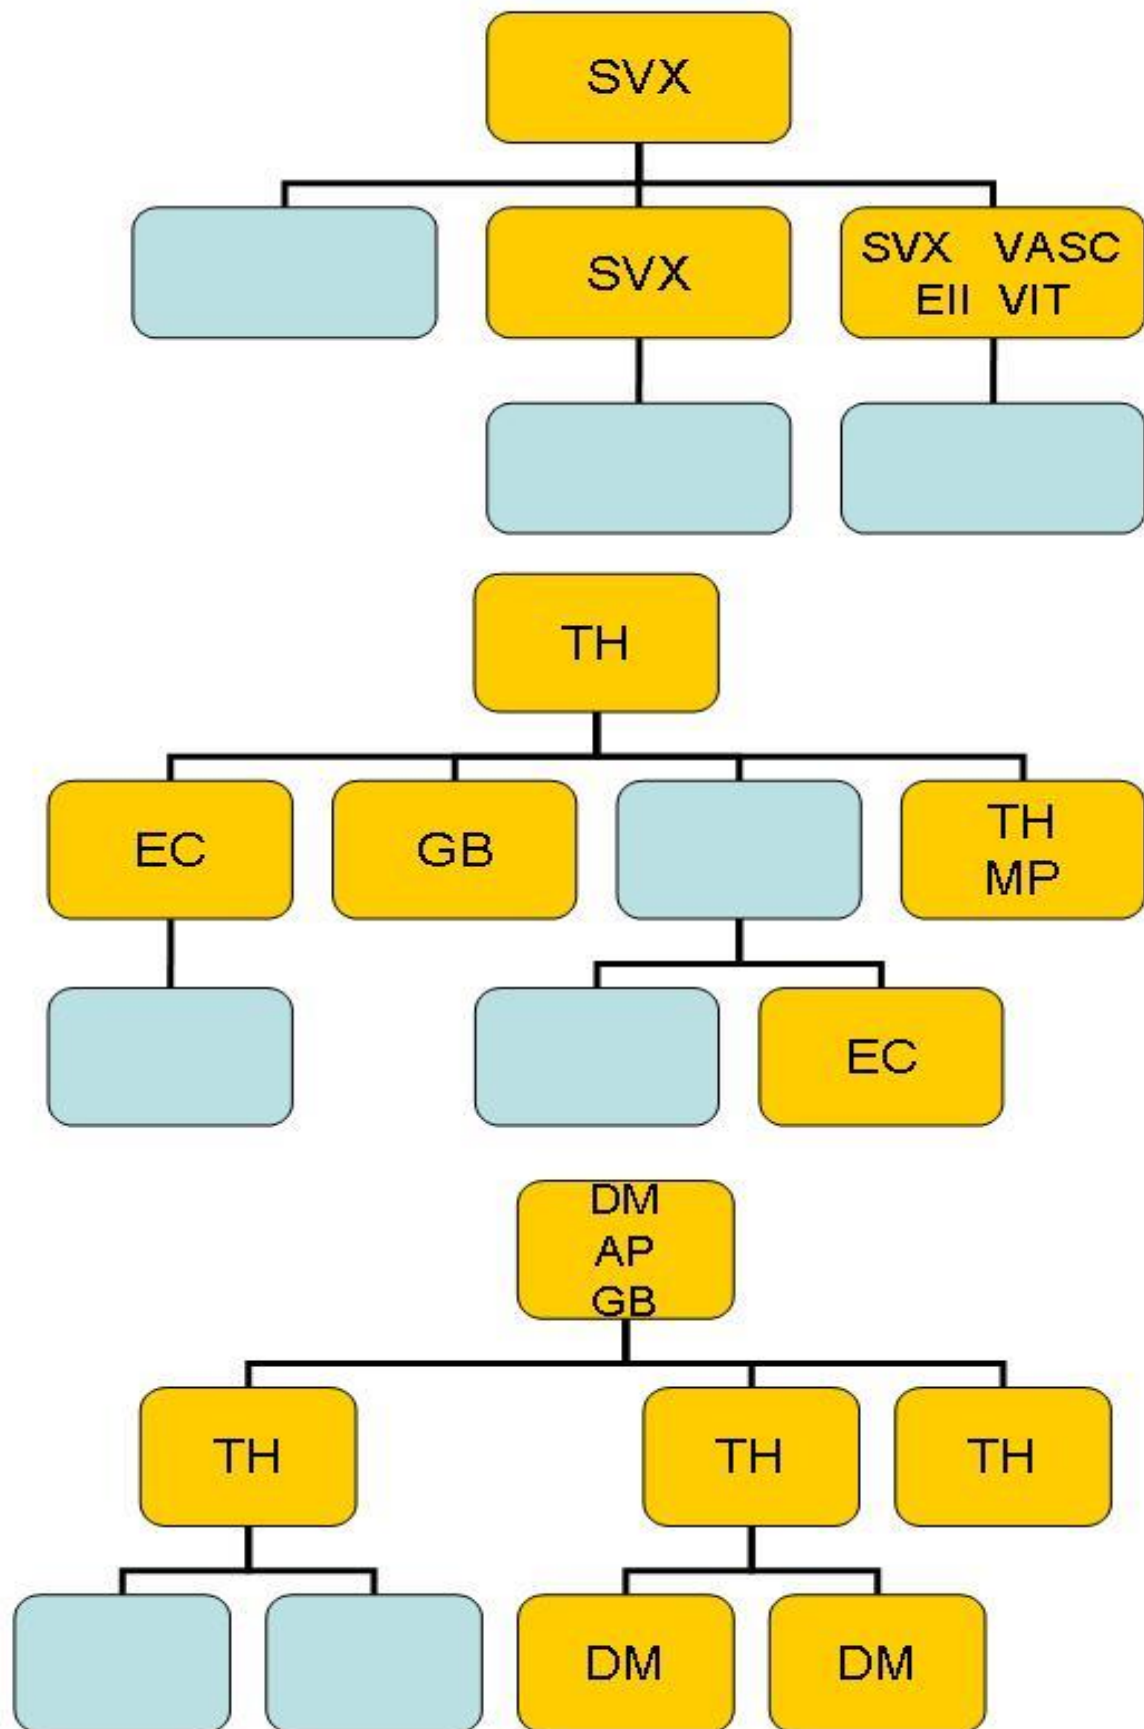 SVX
SVX
SVX VASC
EII VIT
TH
EC
GB
TH
MP
EC
DM
AP
GB
TH
TH
TH
DM
DM